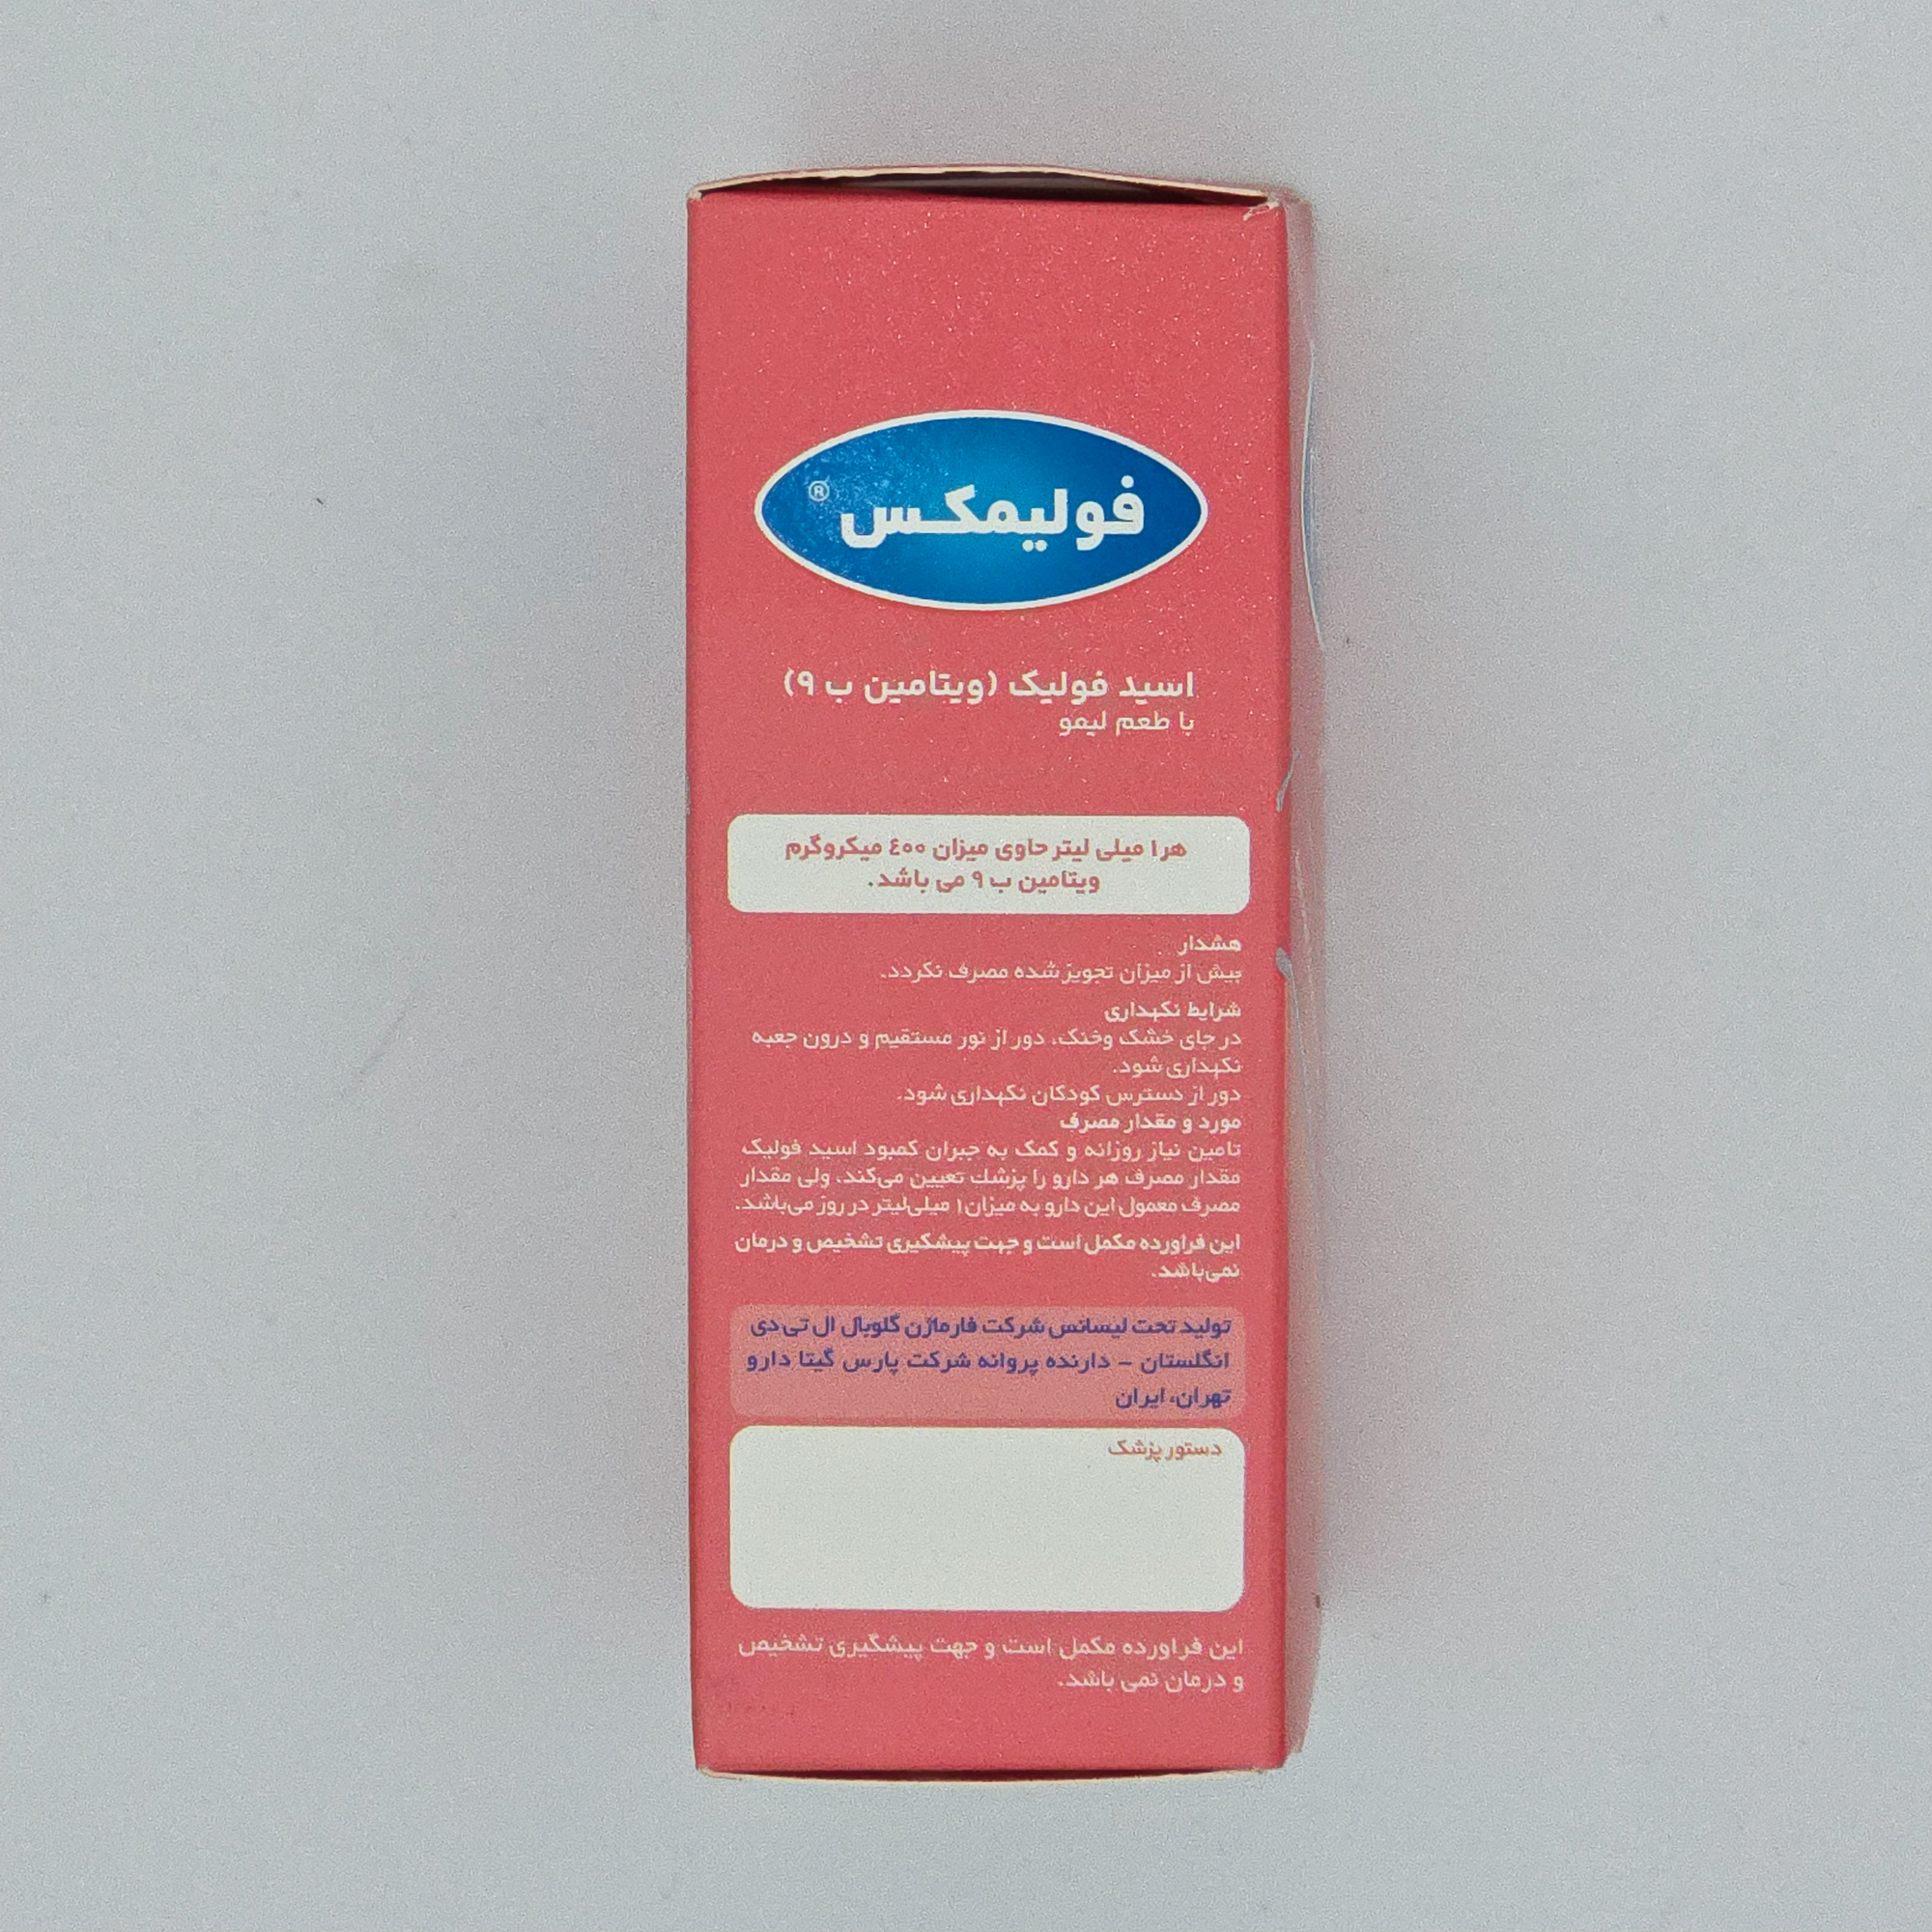 فولیمکس®
اسید فولیک (ویتامین ب ۹)
با طعم لیمو
هر ۱ میلی لیتر حاوی میزان ٤۰۰ میکروگرم
ویتامین ب ۹ می باشد.
هشدار
بیش از میزان تجویز شده مصرف نگردد.
شرایط نگهداری
در جای خشک وخنک، دور از نور مستقیم و درون جعبه
نگهداری شود.
دور از دسترس کودکان نگهداری شود.
مورد و مقدار مصرف
تامین نیاز روزانه و کمک به جبران کمبود اسید فولیک
مقدار مصرف هر دارو را پزشك تعیین می‌کند، ولی مقدار
مصرف معمول این دارو به میزان۱ میلی‌لیتر در روز می‌باشد.
این فراورده مکمل است و جهت پیشگیری تشخیص و درمان
نمی‌باشد.
تولید تحت لیسانس شرکت فارماژن گلوبال ال تی دی
انگلستان – دارنده پروانه شرکت پارس گیتا دارو
تهران، ایران
دستور پزشک
این فراورده مکمل است و جهت پیشگیری تشخیص
و درمان نمی باشد.